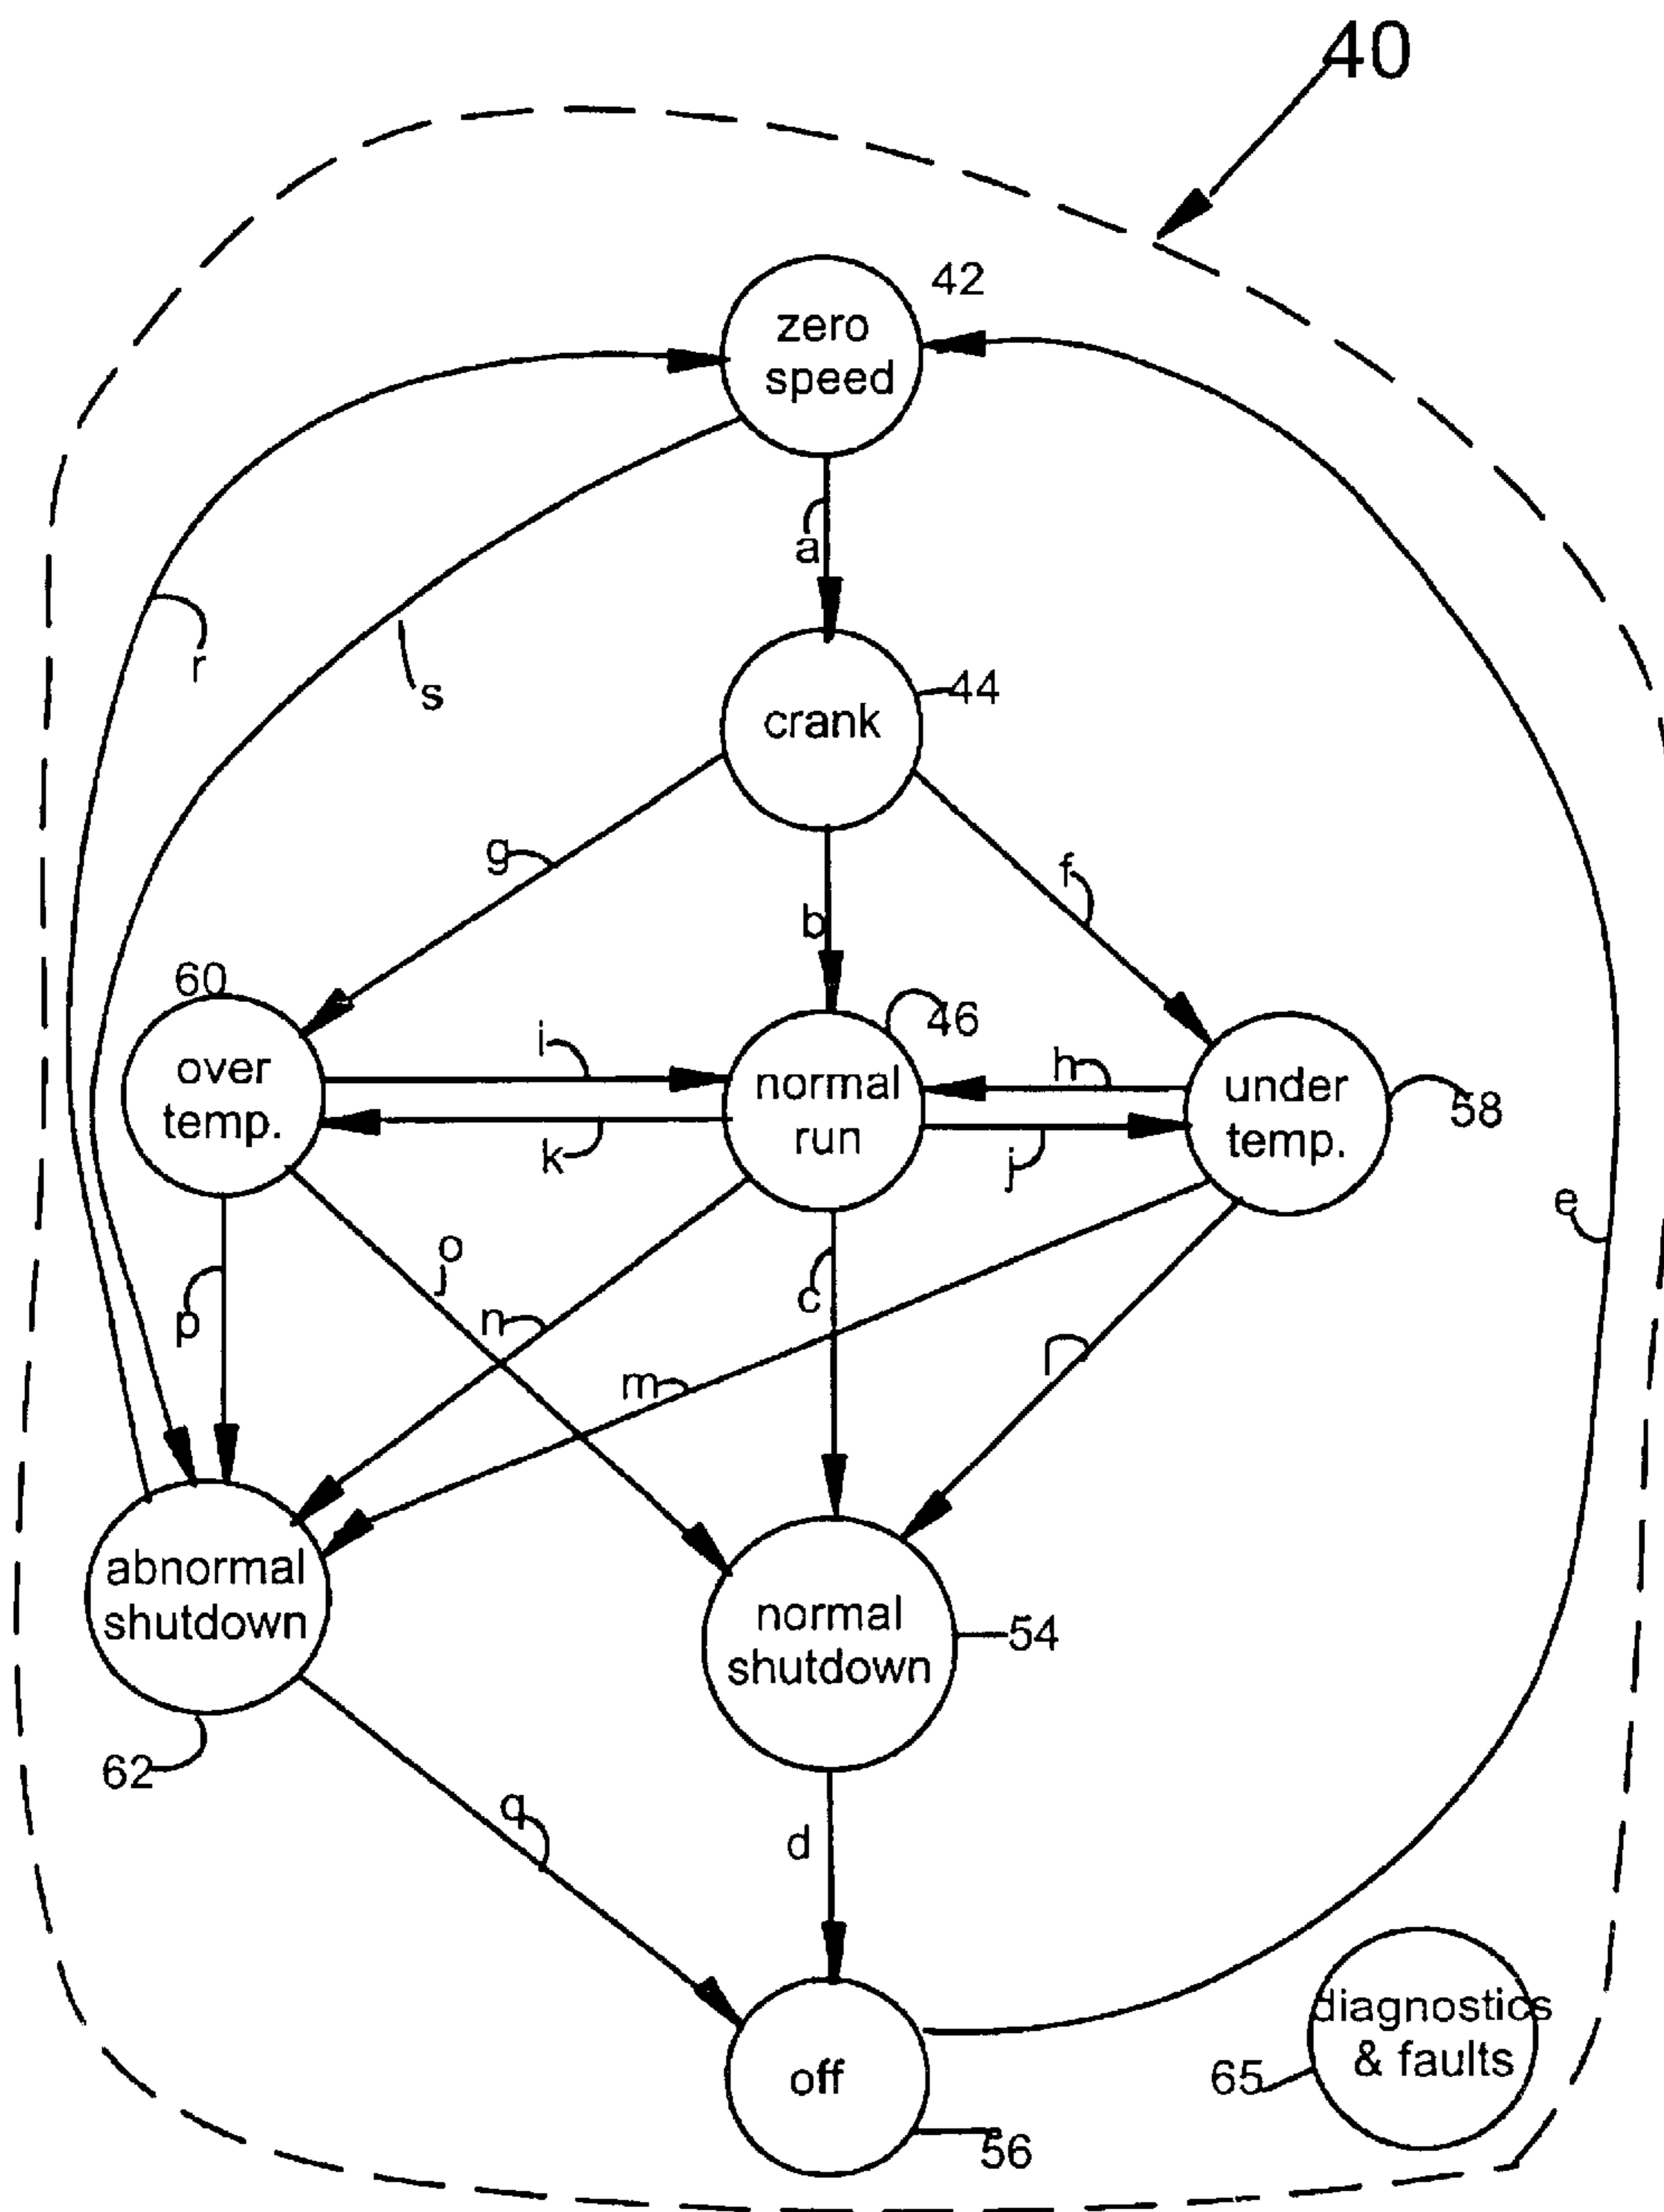 40
42
zero
speed
a
r
s
44
crank
g
f
b
60
46
i
h
over
temp.
normal
run
under
temp.
58
k
j
e
o
c
p
n
l
m
abnormal
shutdown
normal
shutdown
54
62
q
d
diagnostics
& faults
65
off
56